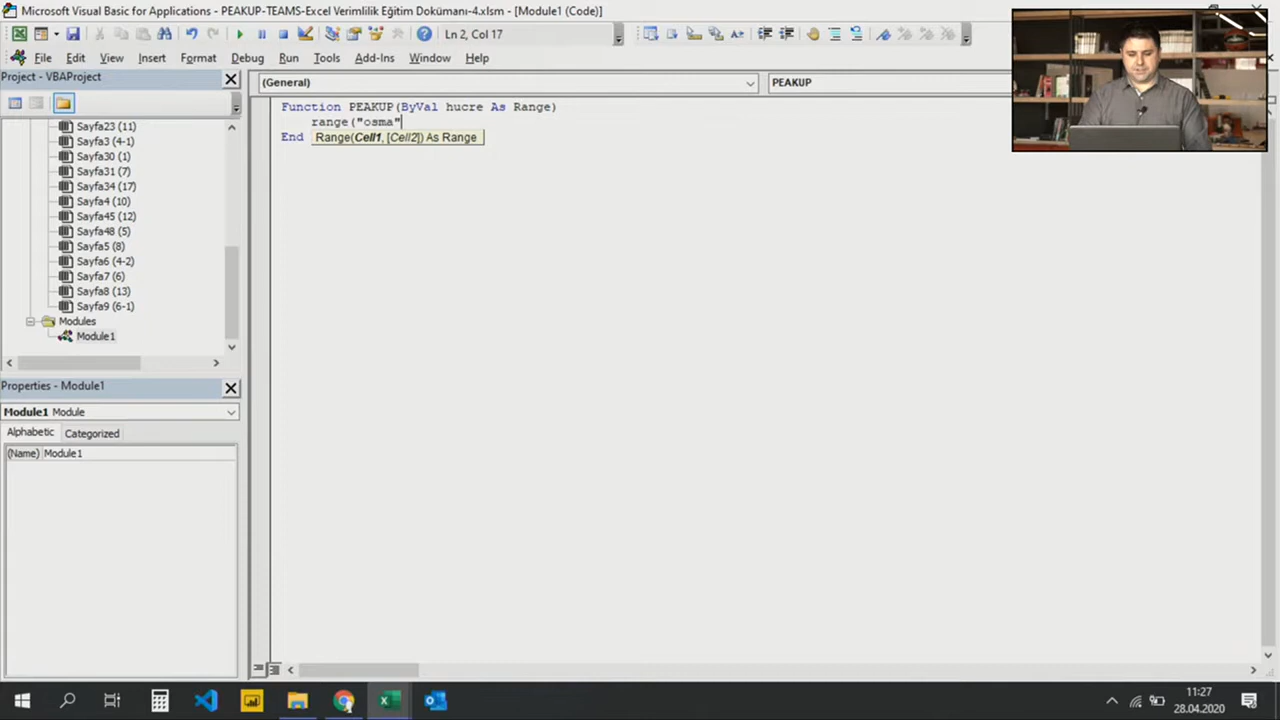 Microsoft Visual Basic for Applications - PEAKUP-TEAMS-Excel Verimlilik Eğitim Dokümanı-4.xlsm - [Module1 (Code)]
Ln 2, Col 17
File Edit View Insert Format Debug Run Tools Add-Ins Window Help
Project - VBAProject
(General)
PEAKUP
Function PEAKUP(ByVal hucre As Range)
range("osma"
End
Range(Cell1, [Cell2]) As Range
Sayfa23 (11)
Sayfa3 (4-1)
Sayfa30 (1)
Sayfa31 (7)
Sayfa34 (17)
Sayfa4 (10)
Sayfa45 (12)
Sayfa48 (5)
Sayfa5 (8)
Sayfa6 (4-2)
Sayfa7 (6)
Sayfa8 (13)
Sayfa9 (6-1)
Modules
Module1
Properties - Module1
Module1 Module
Alphabetic Categorized
(Name) Module1
11:27
28.04.2020